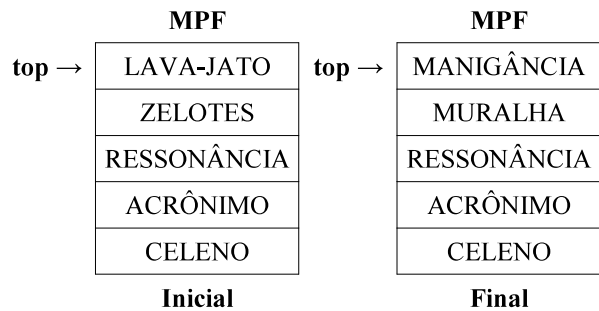 MPF MPF
top → LAVA-JATO top → MANIGÂNCIA
ZELOTES MURALHA
RESSONÂNCIA RESSONÂNCIA
ACRÔNIMO ACRÔNIMO
CELENO CELENO
Inicial Final